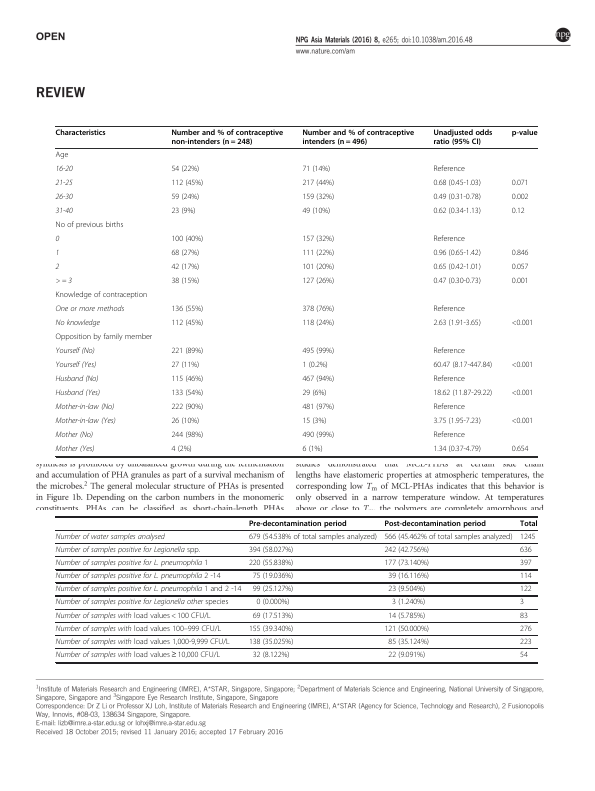 OPEN
NPG Asia Materials (2016) 8, e265; doi:10.1038/am.2016.48
npg
www.nature.com/am
REVIEW
Characteristics Number and % of contraceptive non-intenders (n = 248) Number and % of contraceptive intenders (n = 496) Unadjusted odds ratio (95% CI) p-value
Age
16-20 54 (22%) 71 (14%) Reference
21-25 112 (45%) 217 (44%) 0.68 (0.45-1.03) 0.071
26-30 59 (24%) 159 (32%) 0.49 (0.31-0.78) 0.002
31-40 23 (9%) 49 (10%) 0.62 (0.34-1.13) 0.12
No of previous births
0 100 (40%) 157 (32%) Reference
1 68 (27%) 111 (22%) 0.96 (0.65-1.42) 0.846
2 42 (17%) 101 (20%) 0.65 (0.42-1.01) 0.057
> = 3 38 (15%) 127 (26%) 0.47 (0.30-0.73) 0.001
Knowledge of contraception
One or more methods 136 (55%) 378 (76%) Reference
No knowledge 112 (45%) 118 (24%) 2.63 (1.91-3.65) <0.001
Opposition by family member
Yourself (No) 221 (89%) 495 (99%) Reference
Yourself (Yes) 27 (11%) 1 (0.2%) 60.47 (8.17-447.84) <0.001
Husband (No) 115 (46%) 467 (94%) Reference
Husband (Yes) 133 (54%) 29 (6%) 18.62 (11.87-29.22) <0.001
Mother-in-law (No) 222 (90%) 481 (97%) Reference
Mother-in-law (Yes) 26 (10%) 15 (3%) 3.75 (1.95-7.23) <0.001
Mother (No) 244 (98%) 490 (99%) Reference
Mother (Yes) 4 (2%) 6 (1%) 1.34 (0.37-4.79) 0.654
synthesis is promoted by unbalanced growth during the fermentation
and accumulation of PHA granules as part of a survival mechanism of
the microbes.2 The general molecular structure of PHAs is presented
in Figure 1b. Depending on the carbon numbers in the monomeric
constituents, PHAs can be classified as short-chain-length PHAs
studies demonstrated that MCL-PHAs at certain side chain
lengths have elastomeric properties at atmospheric temperatures, the
corresponding low Tm of MCL-PHAs indicates that this behavior is
only observed in a narrow temperature window. At temperatures
above or close to Tm, the polymers are completely amorphous and
Pre-decontamination period Post-decontamination period Total
Number of water samples analysed 679 (54.538% of total samples analyzed) 566 (45.462% of total samples analyzed) 1245
Number of samples positive for Legionella spp. 394 (58.027%) 242 (42.756%) 636
Number of samples positive for L. pneumophila 1 220 (55.838%) 177 (73.140%) 397
Number of samples positive for L. pneumophila 2 -14 75 (19.036%) 39 (16.116%) 114
Number of samples positive for L. pneumophila 1 and 2 -14 99 (25.127%) 23 (9.504%) 122
Number of samples positive for Legionella other species 0 (0.000%) 3 (1.240%) 3
Number of samples with load values < 100 CFU/L 69 (17.513%) 14 (5.785%) 83
Number of samples with load values 100–999 CFU/L 155 (39.340%) 121 (50.000%) 276
Number of samples with load values 1,000-9,999 CFU/L 138 (35.025%) 85 (35.124%) 223
Number of samples with load values ≥ 10,000 CFU/L 32 (8.122%) 22 (9.091%) 54
1Institute of Materials Research and Engineering (IMRE), A*STAR, Singapore, Singapore; 2Department of Materials Science and Engineering, National University of Singapore,
Singapore, Singapore and 3Singapore Eye Research Institute, Singapore, Singapore
Correspondence: Dr Z Li or Professor XJ Loh, Institute of Materials Research and Engineering (IMRE), A*STAR (Agency for Science, Technology and Research), 2 Fusionopolis
Way, Innovis, #08-03, 138634 Singapore, Singapore.
E-mail: lizb@imre.a-star.edu.sg or lohxj@imre.a-star.edu.sg
Received 18 October 2015; revised 11 January 2016; accepted 17 February 2016